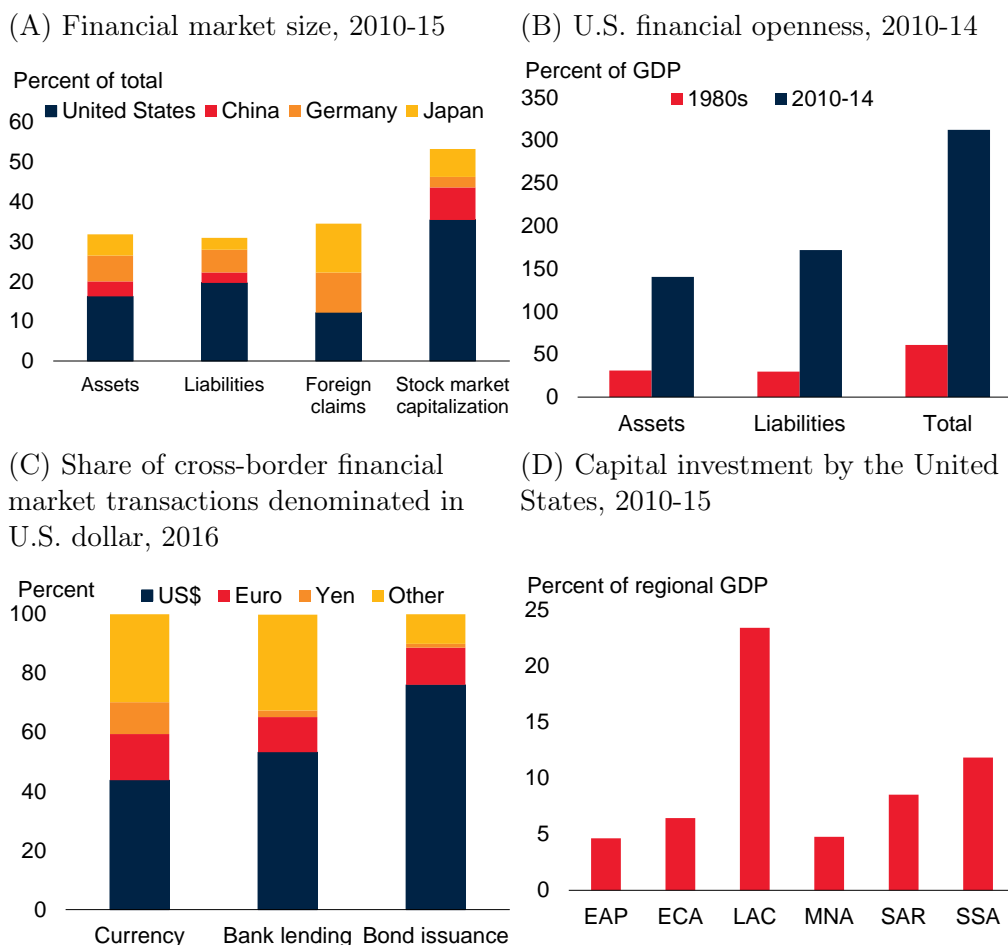 (A) Financial market size, 2010-15
Percent of total
United States China Germany Japan
60
50
40
30
20
10
0
Assets Liabilities Foreign claims Stock market capitalization
(B) U.S. financial openness, 2010-14
Percent of GDP
350
1980s 2010-14
300
250
200
150
100
50
0
Assets Liabilities Total
(C) Share of cross-border financial
market transactions denominated in
U.S. dollar, 2016
Percent
US$ Euro Yen Other
100
80
60
40
20
0
Currency Bank lending Bond issuance
(D) Capital investment by the United
States, 2010-15
Percent of regional GDP
25
20
15
10
5
0
EAP ECA LAC MNA SAR SSA